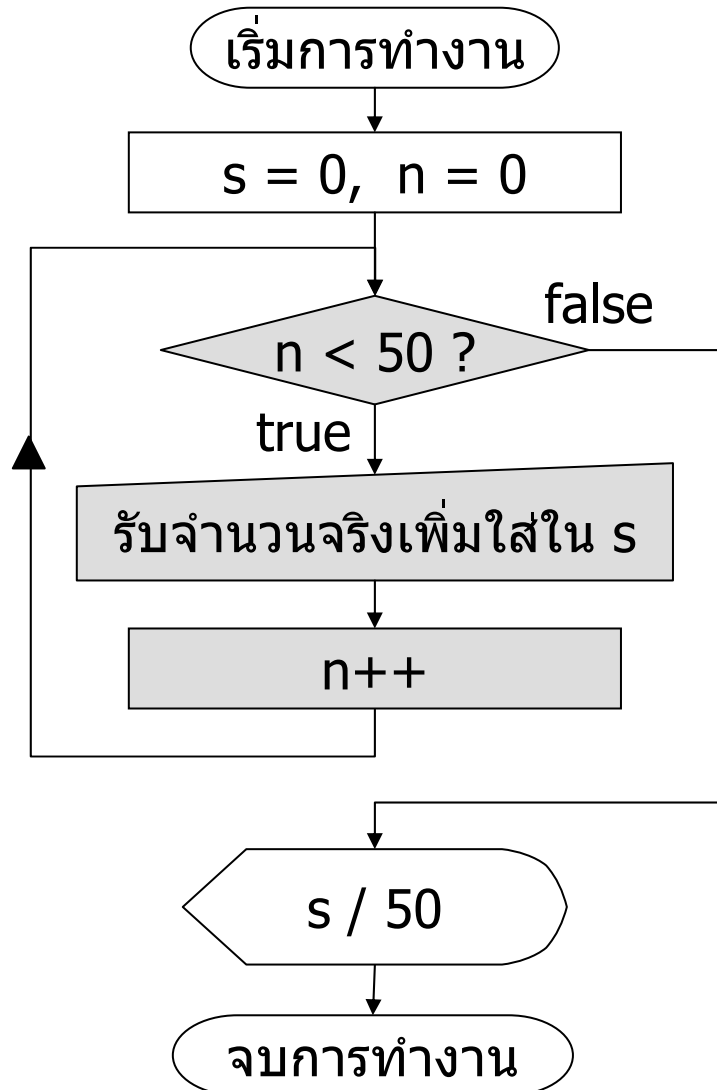 เริ่มการทำงาน
s = 0, n = 0
n < 50 ?
false
true
รับจำนวนจริงเพิ่มใส่ใน s
n++
s / 50
จบการทำงาน